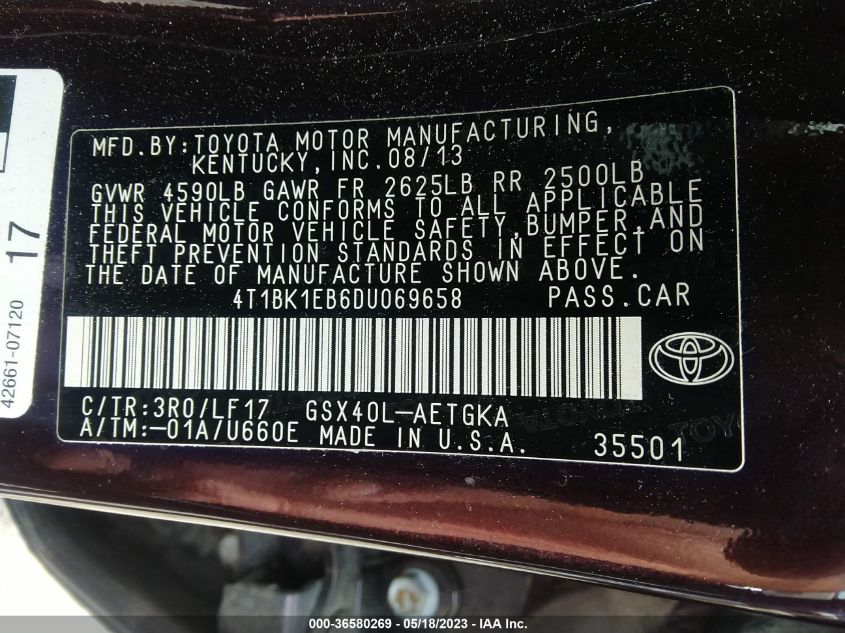 MFD.BY:TOYOTA MOTOR MANUFACTURING,
KENTUCKY,INC.08/13
GVWR 4590LB GAWR FR 2625LB RR 2500LB
THIS VEHICLE CONFORMS TO ALL APPLICABLE
FEDERAL MOTOR VEHICLE SAFETY,BUMPER,AND
THEFT PREVENTION STANDARDS IN EFFECT ON
THE DATE OF MANUFACTURE SHOWN ABOVE.
4T1BK1EB6DU069658 PASS.CAR
C/TR:3R0/LF17 GSX40L-AETGKA
A/TM:-01A/U660E MADE IN U.S.A. 35501
17
42661-07120
000-36580269 - 05/18/2023 - IAA Inc.